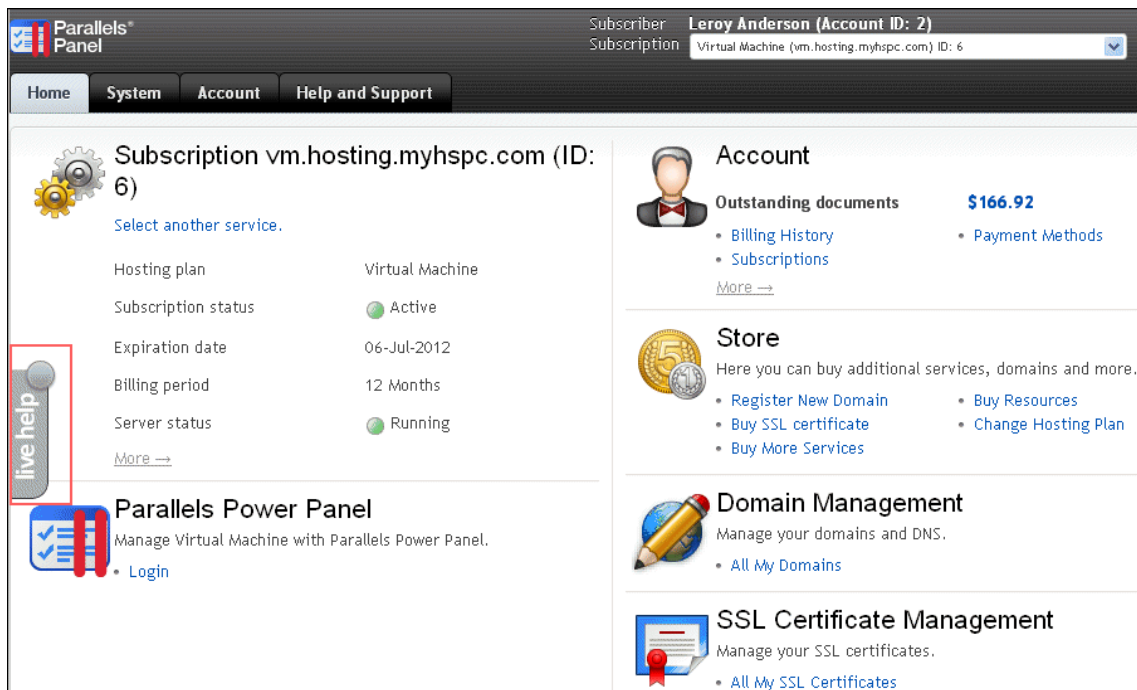 Parallels®
Panel
Subscriber Leroy Anderson (Account ID: 2)
Subscription Virtual Machine (vm.hosting.myhspc.com) ID: 6
Home System Account Help and Support
Subscription vm.hosting.myhspc.com (ID:
6)
Select another service.
Hosting plan Virtual Machine
Subscription status Active
Expiration date 06-Jul-2012
Billing period 12 Months
Server status Running
More →
live help
Parallels Power Panel
Manage Virtual Machine with Parallels Power Panel.
• Login
Account
Outstanding documents $166.92
• Billing History • Payment Methods
• Subscriptions
More →
5 1
Store
Here you can buy additional services, domains and more.
• Register New Domain • Buy Resources
• Buy SSL certificate • Change Hosting Plan
• Buy More Services
Domain Management
Manage your domains and DNS.
• All My Domains
SSL Certificate Management
Manage your SSL certificates.
• All My SSL Certificates